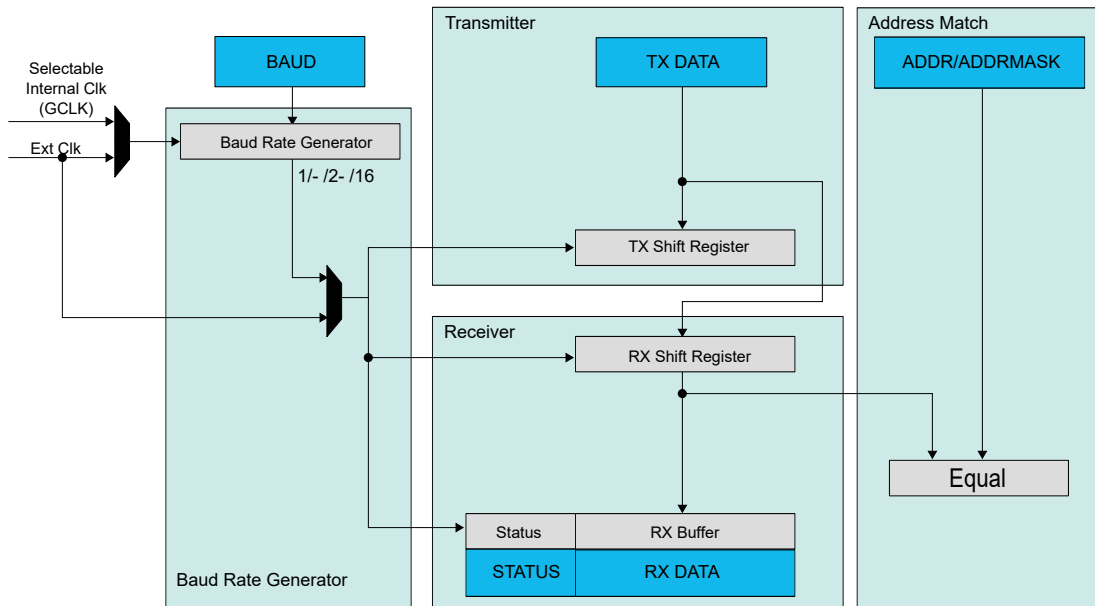 Transmitter
Address Match
BAUD
TX DATA
ADDR/ADDRMASK
Selectable
Internal Clk
(GCLK)
Ext Clk
Baud Rate Generator
1/- /2- /16
TX Shift Register
Receiver
RX Shift Register
Equal
Status
RX Buffer
STATUS
RX DATA
Baud Rate Generator